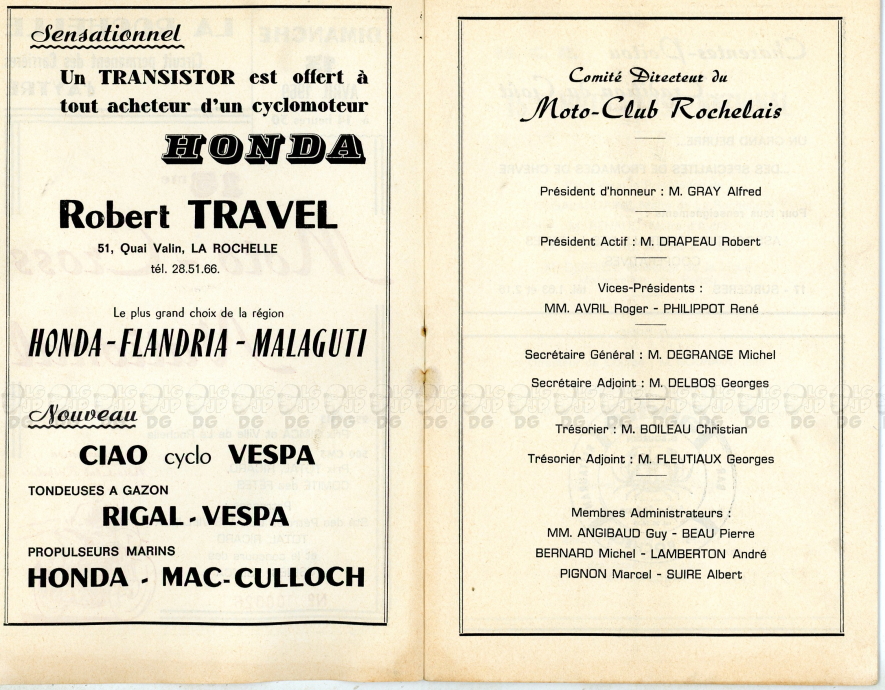 Sensationnel
Un TRANSISTOR est offert à
tout acheteur d'un cyclomoteur
HONDA
Robert TRAVEL
51, Quai Valin, LA ROCHELLE
tél. 28.51.66.
Le plus grand choix de la région
HONDA - FLANDRIA - MALAGUTI
Nouveau
CIAO cyclo VESPA
TONDEUSES A GAZON
RIGAL - VESPA
PROPULSEURS MARINS
HONDA - MAC-CULLOCH
Comité Directeur du
Moto-Club Rochelais
Président d'honneur : M. GRAY Alfred
Président Actif : M. DRAPEAU Robert
Vices-Présidents :
MM. AVRIL Roger - PHILIPPOT René
Secrétaire Général : M. DEGRANGE Michel
Secrétaire Adjoint : M. DELBOS Georges
Trésorier : M. BOILEAU Christian
Trésorier Adjoint : M. FLEUTIAUX Georges
Membres Administrateurs :
MM. ANGIBAUD Guy - BEAU Pierre
BERNARD Michel - LAMBERTON André
PIGNON Marcel - SUIRE Albert